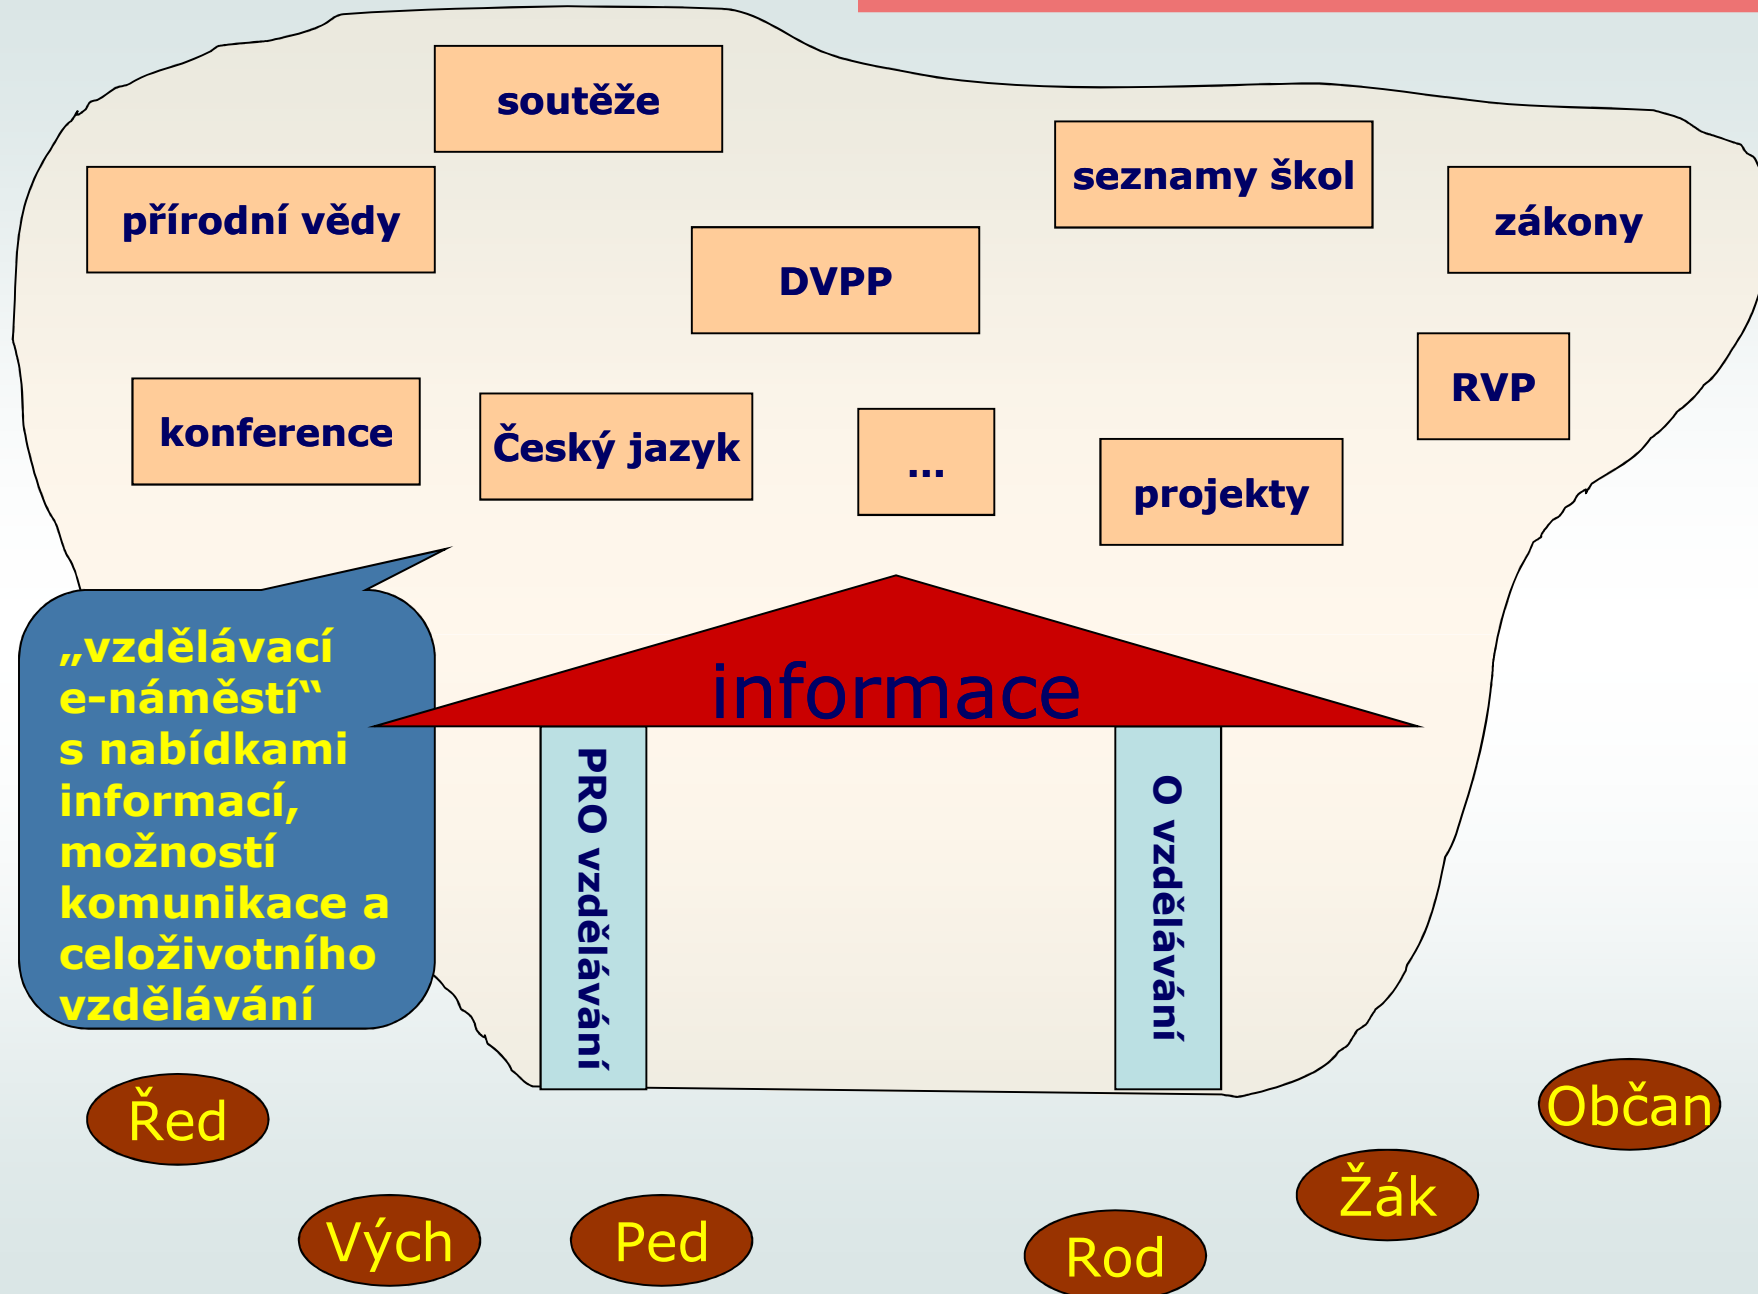 soutěže
seznamy škol
přírodní vědy
zákony
DVPP
RVP
konference
Český jazyk
...
projekty
„vzdělávací
e-náměstí“
s nabídkami
informací,
možností
komunikace a
celoživotního
vzdělávání
informace
PRO vzdělávání
O vzdělávání
Řed
Vých
Ped
Rod
Žák
Občan